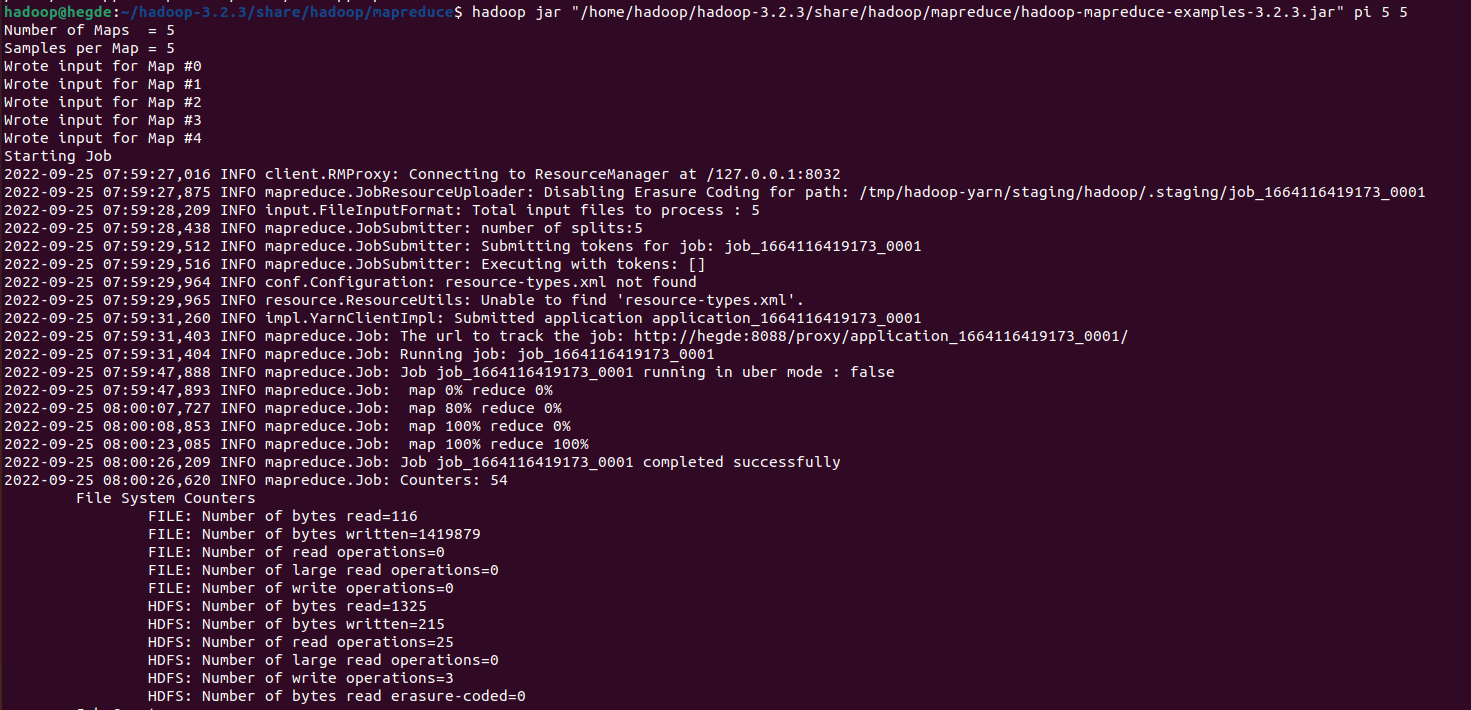 hadoop@hegde:~/hadoop-3.2.3/share/hadoop/mapreduce$ hadoop jar "/home/hadoop/hadoop-3.2.3/share/hadoop/mapreduce/hadoop-mapreduce-examples-3.2.3.jar" pi 5 5
Number of Maps  = 5
Samples per Map = 5
Wrote input for Map #0
Wrote input for Map #1
Wrote input for Map #2
Wrote input for Map #3
Wrote input for Map #4
Starting Job
2022-09-25 07:59:27,016 INFO client.RMProxy: Connecting to ResourceManager at /127.0.0.1:8032
2022-09-25 07:59:27,875 INFO mapreduce.JobResourceUploader: Disabling Erasure Coding for path: /tmp/hadoop-yarn/staging/hadoop/.staging/job_1664116419173_0001
2022-09-25 07:59:28,209 INFO input.FileInputFormat: Total input files to process : 5
2022-09-25 07:59:28,438 INFO mapreduce.JobSubmitter: number of splits:5
2022-09-25 07:59:29,512 INFO mapreduce.JobSubmitter: Submitting tokens for job: job_1664116419173_0001
2022-09-25 07:59:29,516 INFO mapreduce.JobSubmitter: Executing with tokens: []
2022-09-25 07:59:29,964 INFO conf.Configuration: resource-types.xml not found
2022-09-25 07:59:29,965 INFO resource.ResourceUtils: Unable to find 'resource-types.xml'.
2022-09-25 07:59:31,260 INFO impl.YarnClientImpl: Submitted application application_1664116419173_0001
2022-09-25 07:59:31,403 INFO mapreduce.Job: The url to track the job: http://hegde:8088/proxy/application_1664116419173_0001/
2022-09-25 07:59:31,404 INFO mapreduce.Job: Running job: job_1664116419173_0001
2022-09-25 07:59:47,888 INFO mapreduce.Job: Job job_1664116419173_0001 running in uber mode : false
2022-09-25 07:59:47,893 INFO mapreduce.Job:  map 0% reduce 0%
2022-09-25 08:00:07,727 INFO mapreduce.Job:  map 80% reduce 0%
2022-09-25 08:00:08,853 INFO mapreduce.Job:  map 100% reduce 0%
2022-09-25 08:00:23,085 INFO mapreduce.Job:  map 100% reduce 100%
2022-09-25 08:00:26,209 INFO mapreduce.Job: Job job_1664116419173_0001 completed successfully
2022-09-25 08:00:26,620 INFO mapreduce.Job: Counters: 54
File System Counters
FILE: Number of bytes read=116
FILE: Number of bytes written=1419879
FILE: Number of read operations=0
FILE: Number of large read operations=0
FILE: Number of write operations=0
HDFS: Number of bytes read=1325
HDFS: Number of bytes written=215
HDFS: Number of read operations=25
HDFS: Number of large read operations=0
HDFS: Number of write operations=3
HDFS: Number of bytes read erasure-coded=0